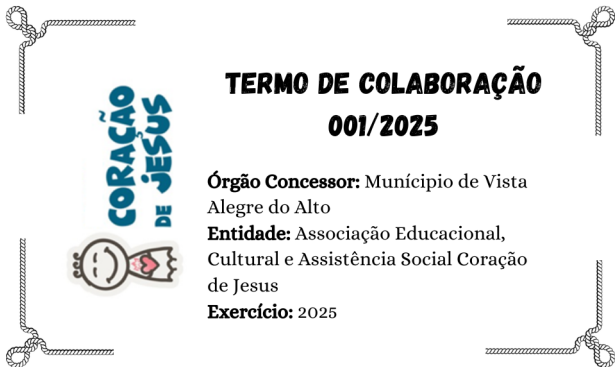 CORAÇÃO
DE JESUS
TERMO DE COLABORAÇÃO
001/2025
Órgão Concessor: Munícipio de Vista
Alegre do Alto
Entidade: Associação Educacional,
Cultural e Assistência Social Coração
de Jesus
Exercício: 2025